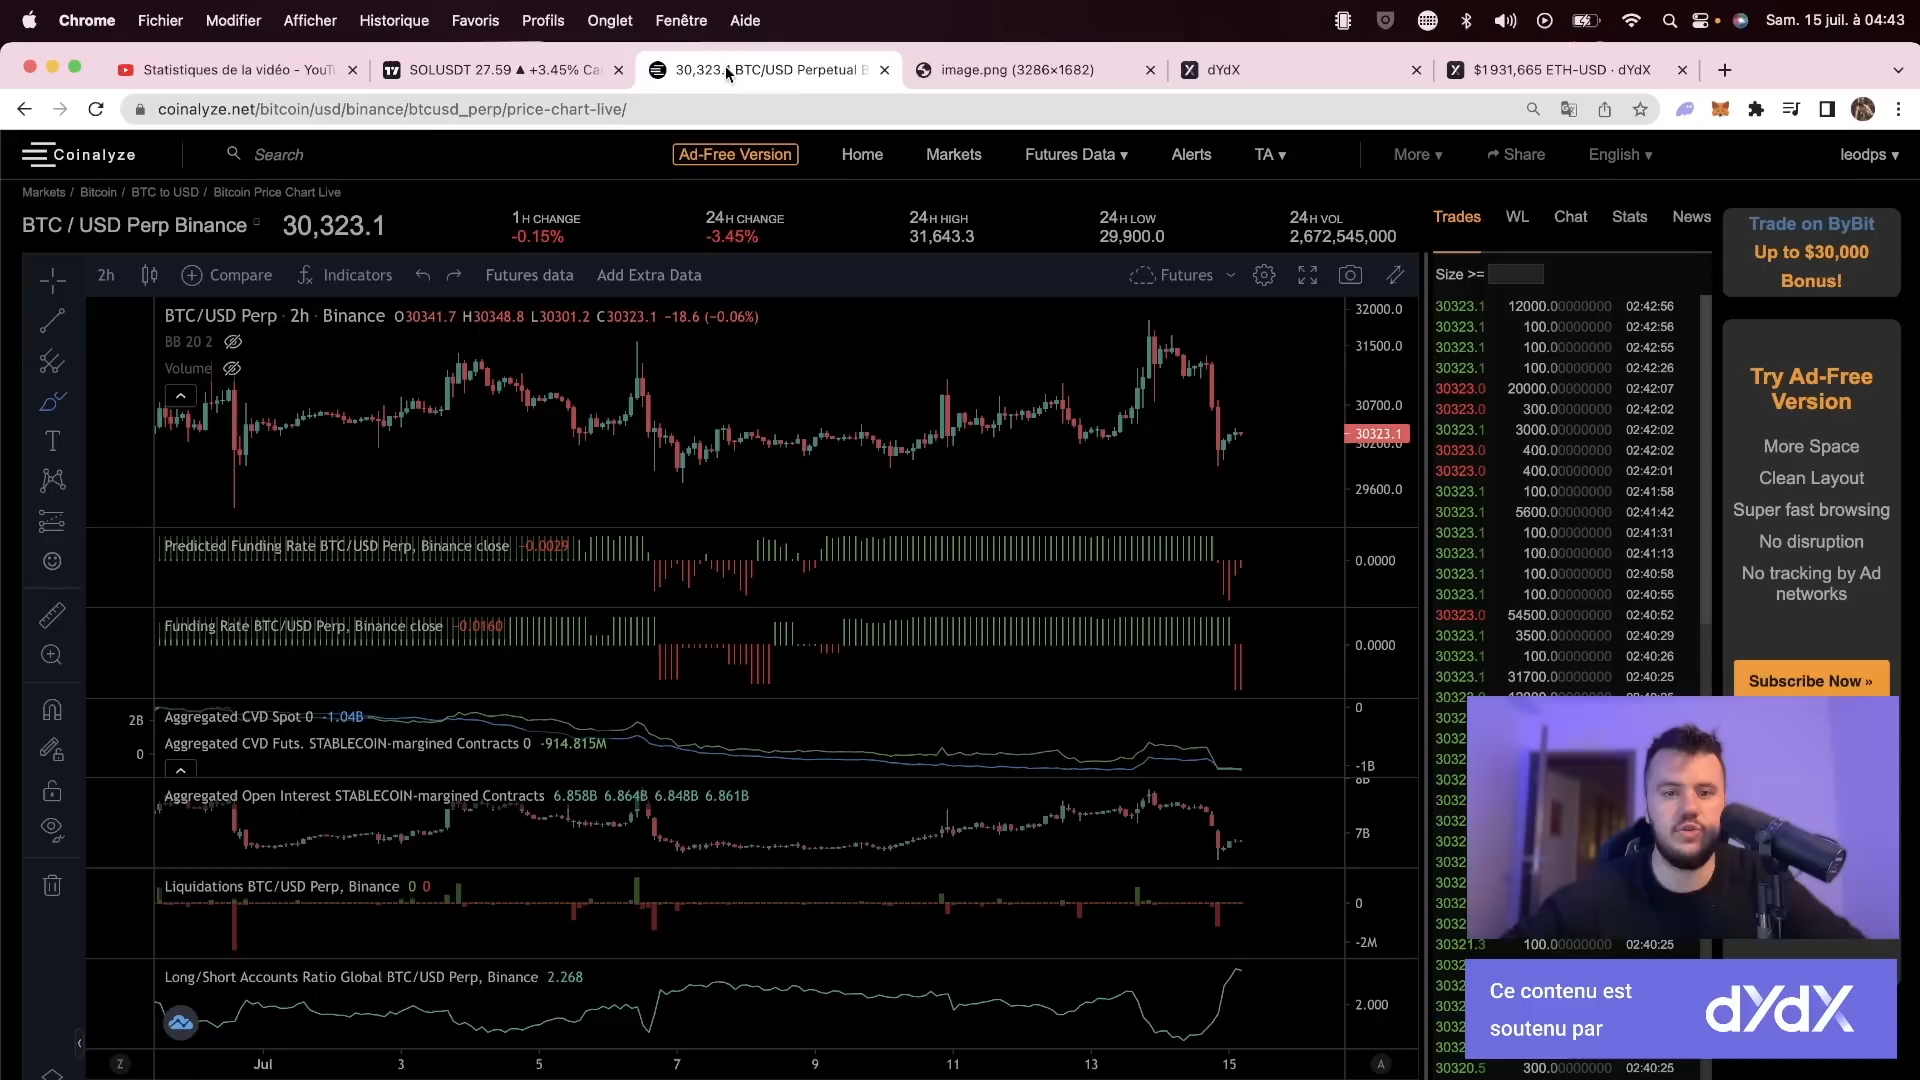 Chrome Fichier Modifier Afficher Historique Favoris Profils Onglet Fenêtre Aide Sam. 15 juil. à 04:43
Statistiques de la vidéo - YouTu SOLUSDT 27.59 ▲ +3.45% Ca 30,323. BTC/USD Perpetual B image.png (3286×1682) dYdX $1 931,665 ETH-USD · dYdX
coinalyze.net/bitcoin/usd/binance/btcusd_perp/price-chart-live/
Coinalyze Search Ad-Free Version Home Markets Futures Data ▾ Alerts TA ▾ More ▾ Share English ▾ leodps ▾
Markets / Bitcoin / BTC to USD / Bitcoin Price Chart Live
BTC / USD Perp Binance 30,323.1
1H CHANGE 24H CHANGE 24H HIGH 24H LOW 24H VOL
-0.15% -3.45% 31,643.3 29,900.0 2,672,545,000
Trades WL Chat Stats News
Size >=
2h Compare Indicators Futures data Add Extra Data Futures
BTC/USD Perp · 2h · Binance O30341.7 H30348.8 L30301.2 C30323.1 −18.6 (−0.06%)
BB 20 2
Volume
32000.0
31500.0
30700.0
30323.1
29600.0
Predicted Funding Rate BTC/USD Perp, Binance close −0.0029
0.0000
Funding Rate BTC/USD Perp, Binance close −0.0160
0.0000
Aggregated CVD Spot 0 -1.04B
Aggregated CVD Futs. STABLECOIN-margined Contracts 0 -914.815M
2B
0
0
-1B
8B
Aggregated Open Interest STABLECOIN-margined Contracts 6.858B 6.864B 6.848B 6.861B
7B
Liquidations BTC/USD Perp, Binance 0 0
0
-2M
Long/Short Accounts Ratio Global BTC/USD Perp, Binance 2.268
2.000
Z Jul 3 5 7 9 11 13 15 A
30323.1 12000.00000000 02:42:56
30323.1 100.00000000 02:42:56
30323.1 100.00000000 02:42:55
30323.1 100.00000000 02:42:26
30323.0 20000.00000000 02:42:07
30323.0 300.00000000 02:42:02
30323.1 3000.00000000 02:42:02
30323.0 400.00000000 02:42:02
30323.0 400.00000000 02:42:01
30323.1 100.00000000 02:41:58
30323.1 5600.00000000 02:41:42
30323.1 100.00000000 02:41:31
30323.1 100.00000000 02:41:13
30323.1 100.00000000 02:40:58
30323.1 100.00000000 02:40:55
30323.0 54500.00000000 02:40:52
30323.1 3500.00000000 02:40:29
30323.1 100.00000000 02:40:26
30323.1 31700.00000000 02:40:25
30321.3 100.00000000 02:40:25
30320.5 300.00000000 02:40:25
Trade on ByBit
Up to $30,000
Bonus!
Try Ad-Free
Version
More Space
Clean Layout
Super fast browsing
No disruption
No tracking by Ad
networks
Subscribe Now »
Ce contenu est
soutenu par
dYdX